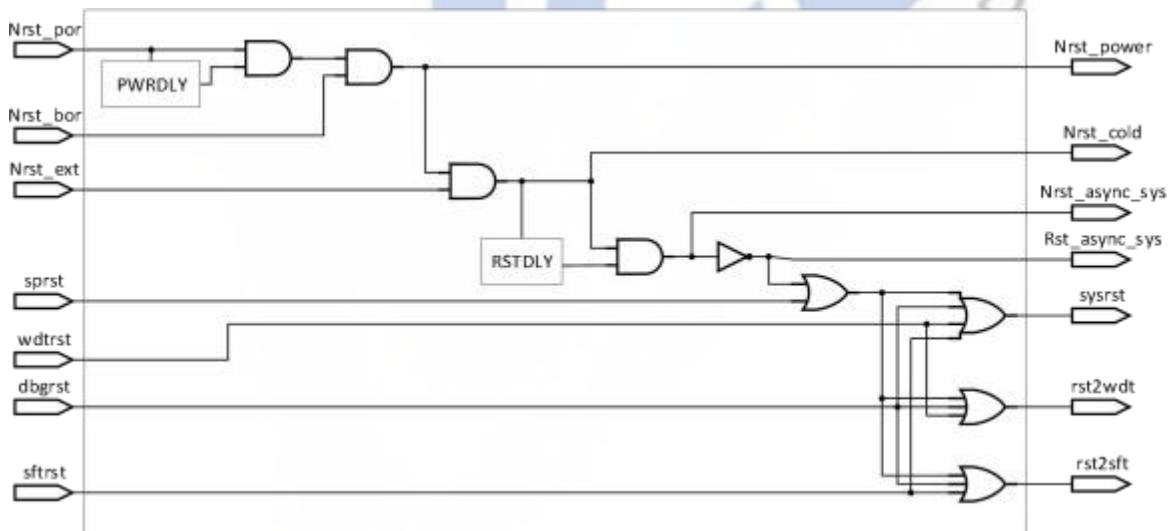 Nrst_por
Nrst_power
PWRDLY
Nrst_bor
Nrst_cold
Nrst_ext
Nrst_async_sys
Rst_async_sys
RSTDLY
sprst
sysrst
wdtrst
dbgrst
rst2wdt
sftrst
rst2sft